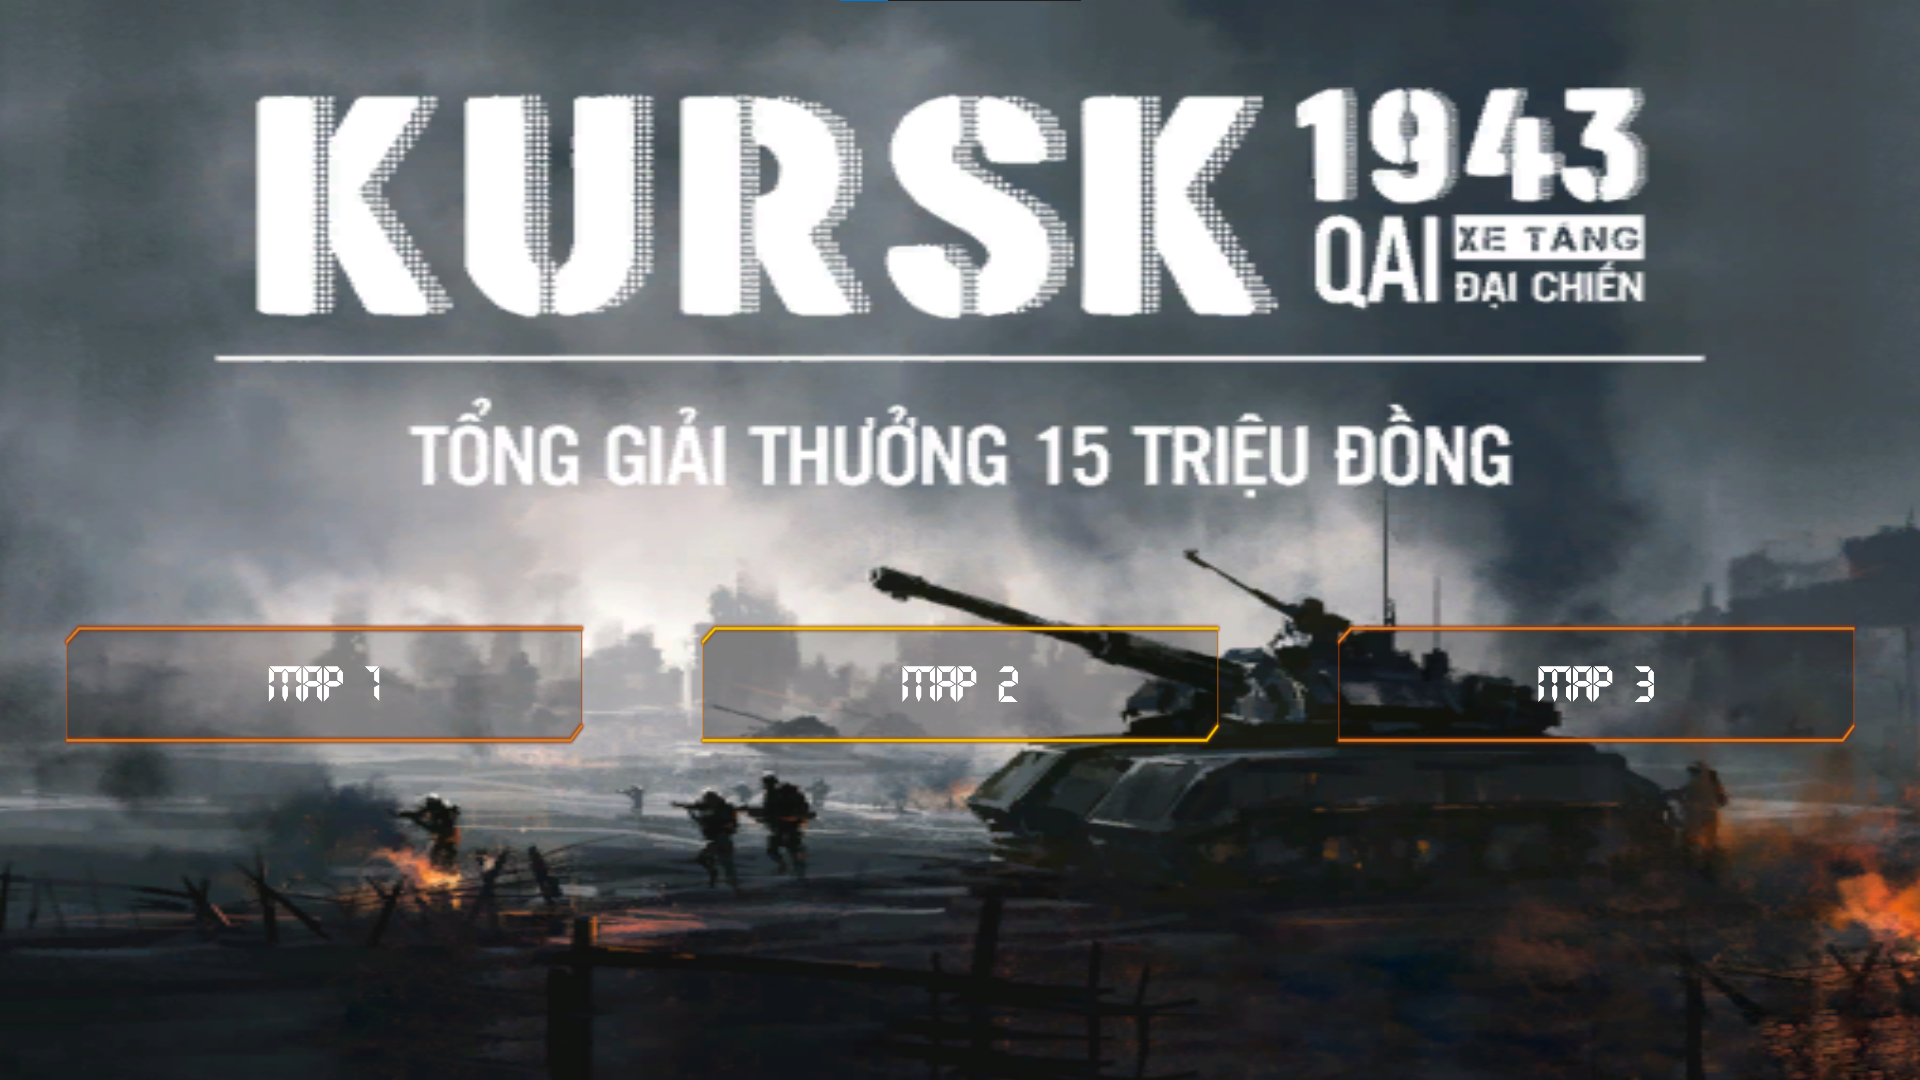 KURSK 1943
QAI XE TĂNG
ĐẠI CHIẾN
TỔNG GIẢI THƯỞNG 15 TRIỆU ĐỒNG
MAP 1 MAP 2 MAP 3